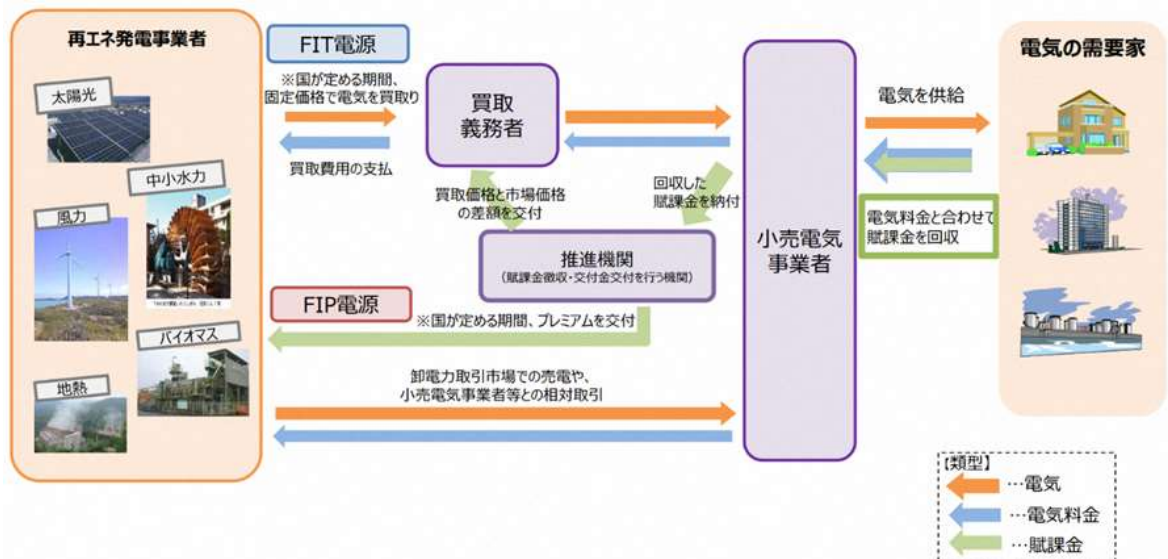 再エネ発電事業者
太陽光
中小水力
風力
バイオマス
地熱
FIT電源
※国が定める期間、
固定価格で電気を買取り
買取費用の支払
買取
義務者
買取価格と市場価格
の差額を交付
回収した
賦課金を納付
推進機関
(賦課金徴収・交付金交付を行う機関)
FIP電源
※国が定める期間、プレミアムを交付
卸電力取引市場での売電や、
小売電気事業者等との相対取引
小売電気
事業者
電気を供給
電気料金と合わせて
賦課金を回収
電気の需要家
【類型】
…電気
…電気料金
…賦課金